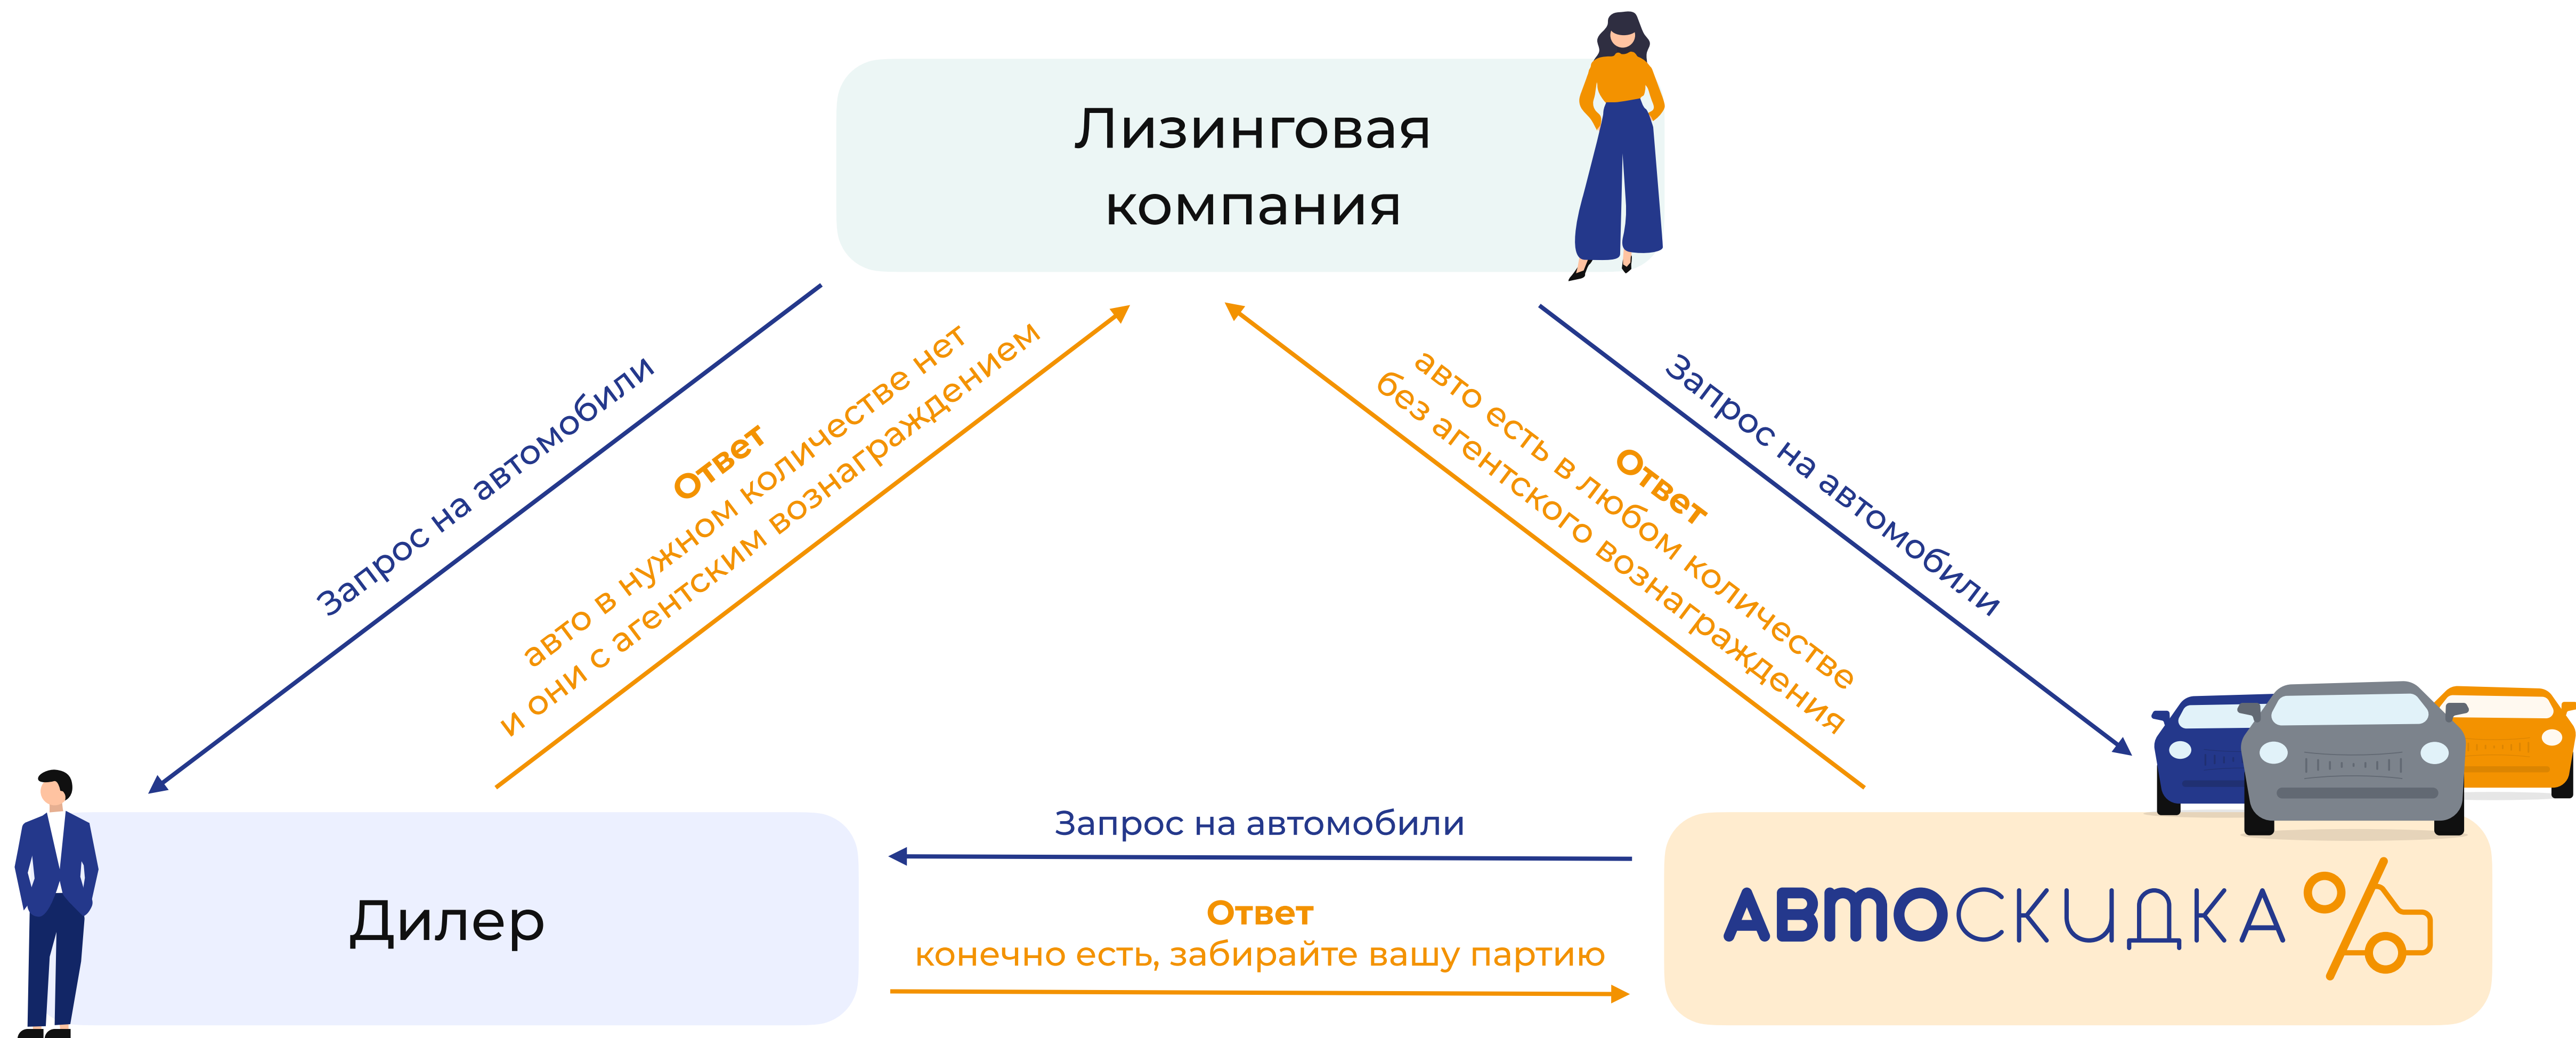 Лизинговая
компания
Запрос на автомобили
Ответ
авто в нужном количестве нет
и они с агентским вознаграждением
Ответ
авто есть в любом количестве
без агентского вознаграждения
Запрос на автомобили
Дилер
Запрос на автомобили
Ответ
конечно есть, забирайте вашу партию
АВТОСКИДКА %